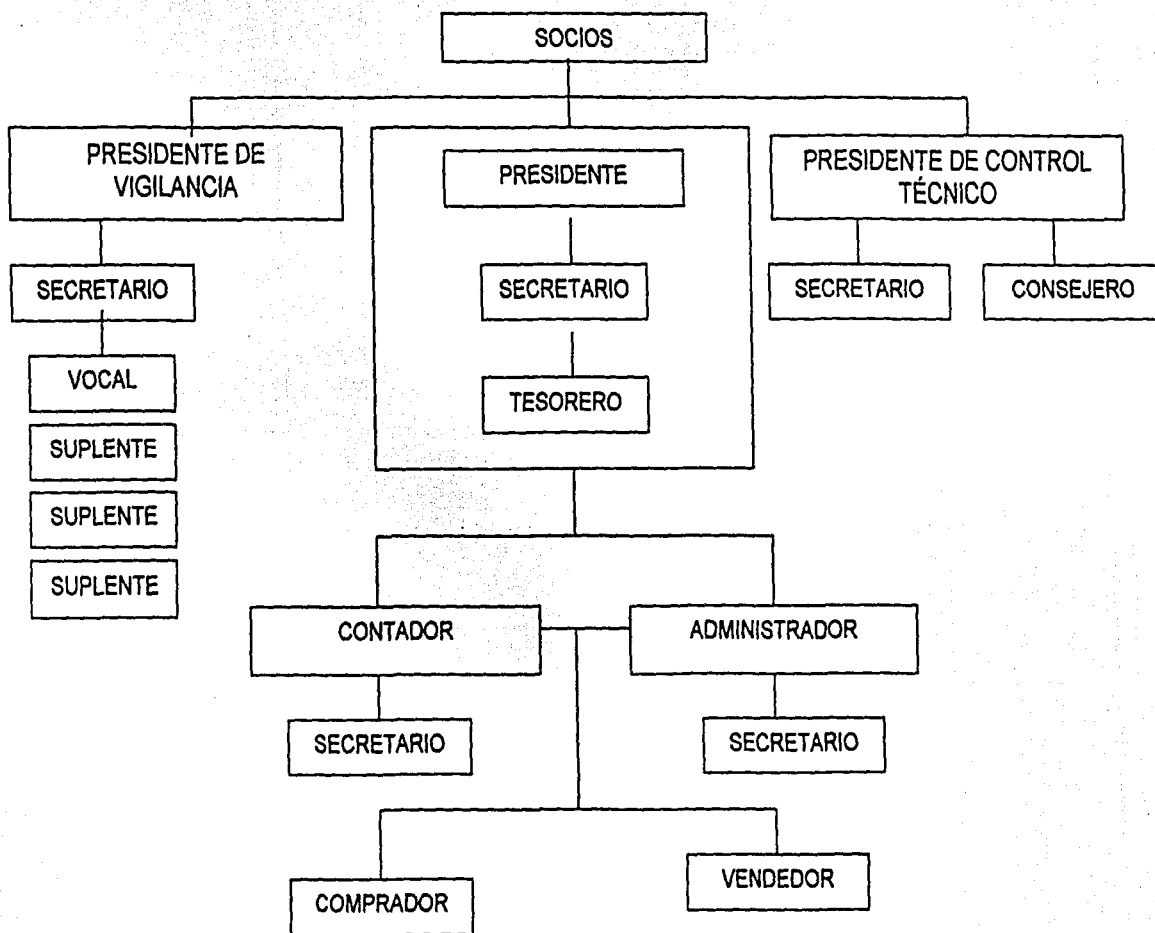 SOCIOS
PRESIDENTE DE
VIGILANCIA
PRESIDENTE
PRESIDENTE DE CONTROL
TÉCNICO
SECRETARIO
SECRETARIO
SECRETARIO
CONSEJERO
VOCAL
TESORERO
SUPLENTE
SUPLENTE
SUPLENTE
CONTADOR
ADMINISTRADOR
SECRETARIO
SECRETARIO
VENDEDOR
COMPRADOR